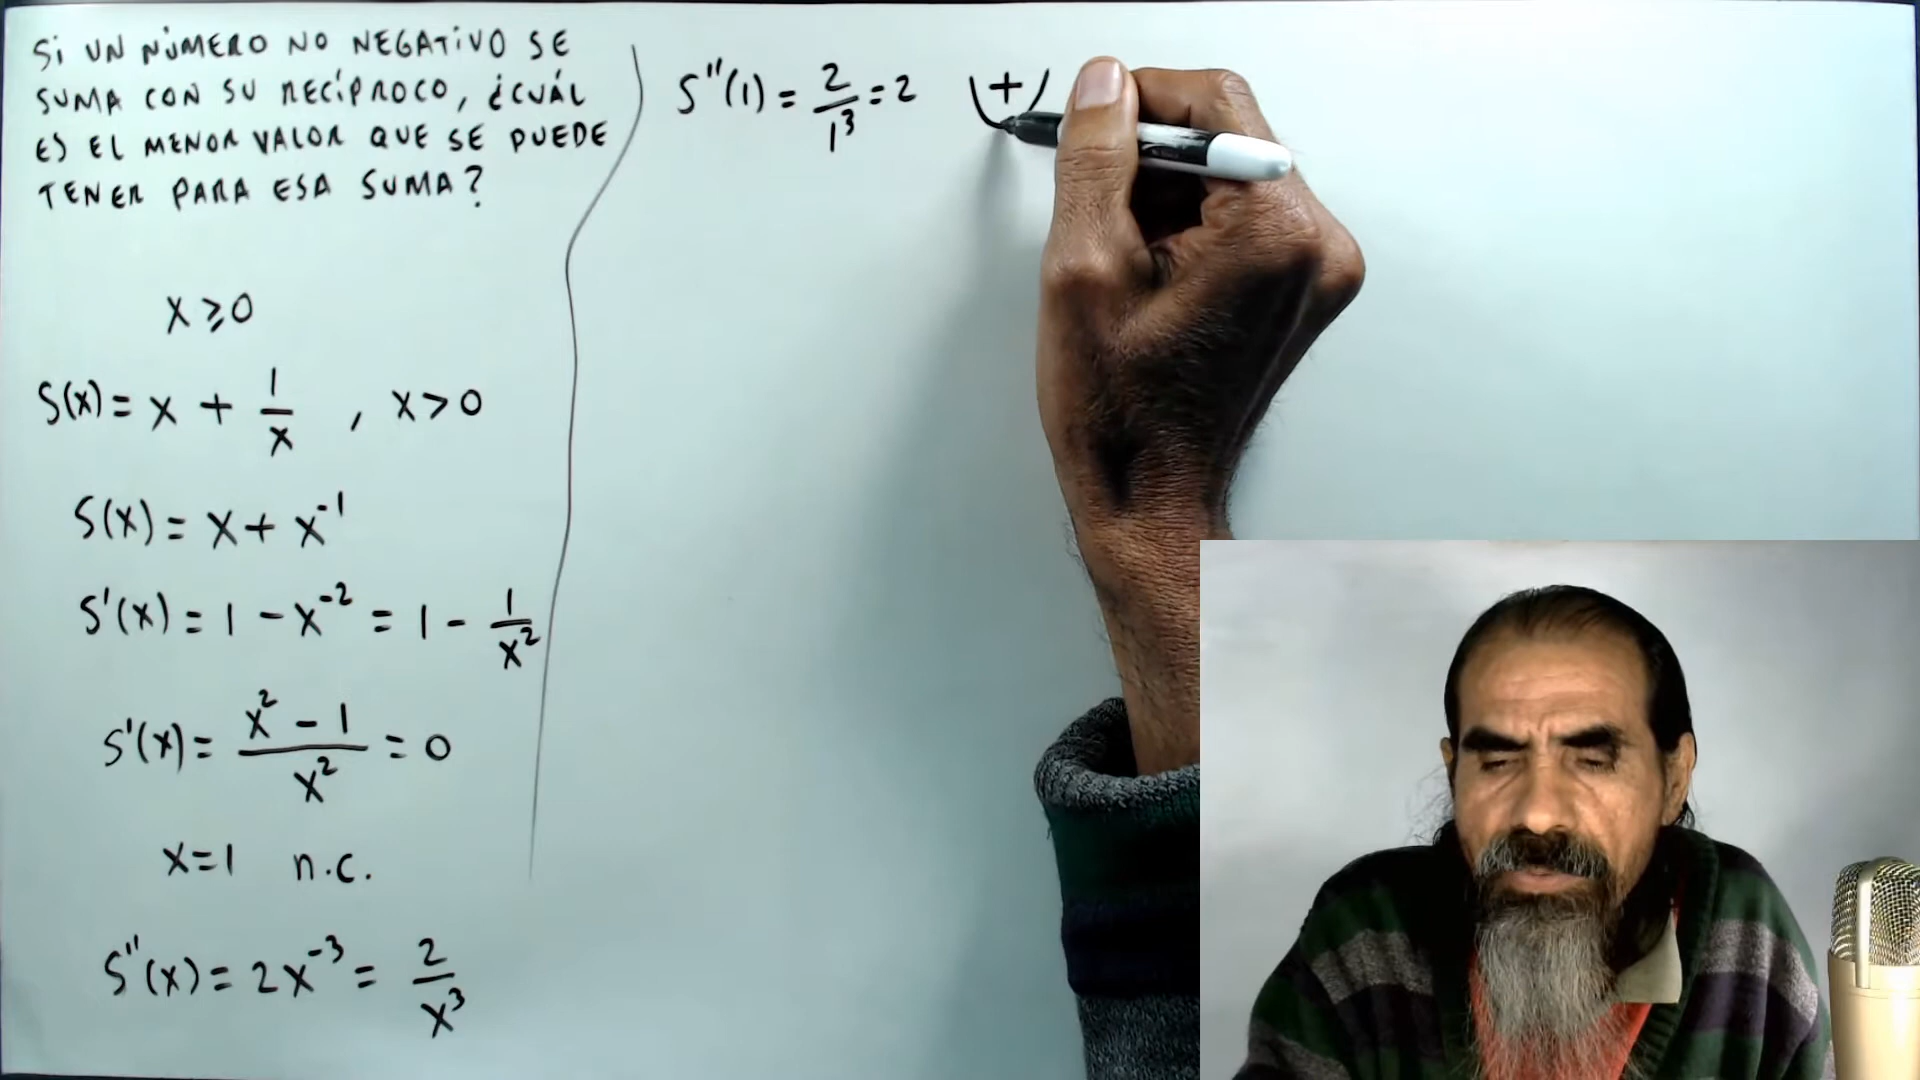 Si UN NÚMERO NO NEGATIVO SE
SUMA CON SU RECÍPROCO, ¿CUÁL
ES EL MENOR VALOR QUE SE PUEDE
TENER PARA ESA SUMA?
x ≥ 0
S(x) = x + 1/x , x > 0
S(x) = x + x⁻¹
S'(x) = 1 - x⁻² = 1 - 1/x²
S'(x) = (x² - 1)/x² = 0
x = 1 n.c.
S''(x) = 2x⁻³ = 2/x³
S''(1) = 2/1³ = 2 +